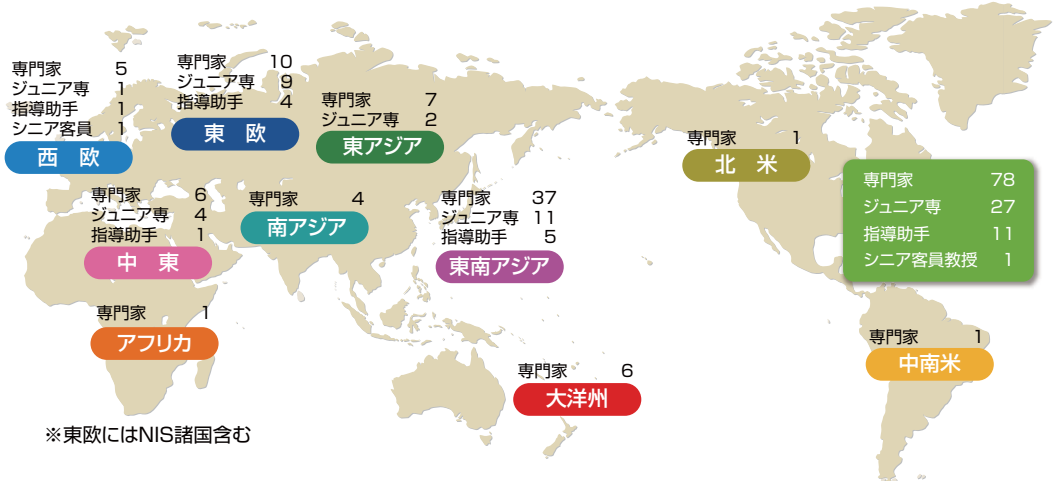 専門家 5
ジュニア専 1
指導助手 1
シニア客員 1
西 欧
専門家 10
ジュニア専 9
指導助手 4
東 欧
専門家 7
ジュニア専 2
東アジア
専門家 1
北 米
専門家 78
ジュニア専 27
指導助手 11
シニア客員教授 1
専門家 6
ジュニア専 4
指導助手 1
中 東
専門家 4
南アジア
専門家 37
ジュニア専 11
指導助手 5
東南アジア
専門家 1
アフリカ
専門家 6
大洋州
専門家 1
中南米
※東欧にはNIS諸国含む